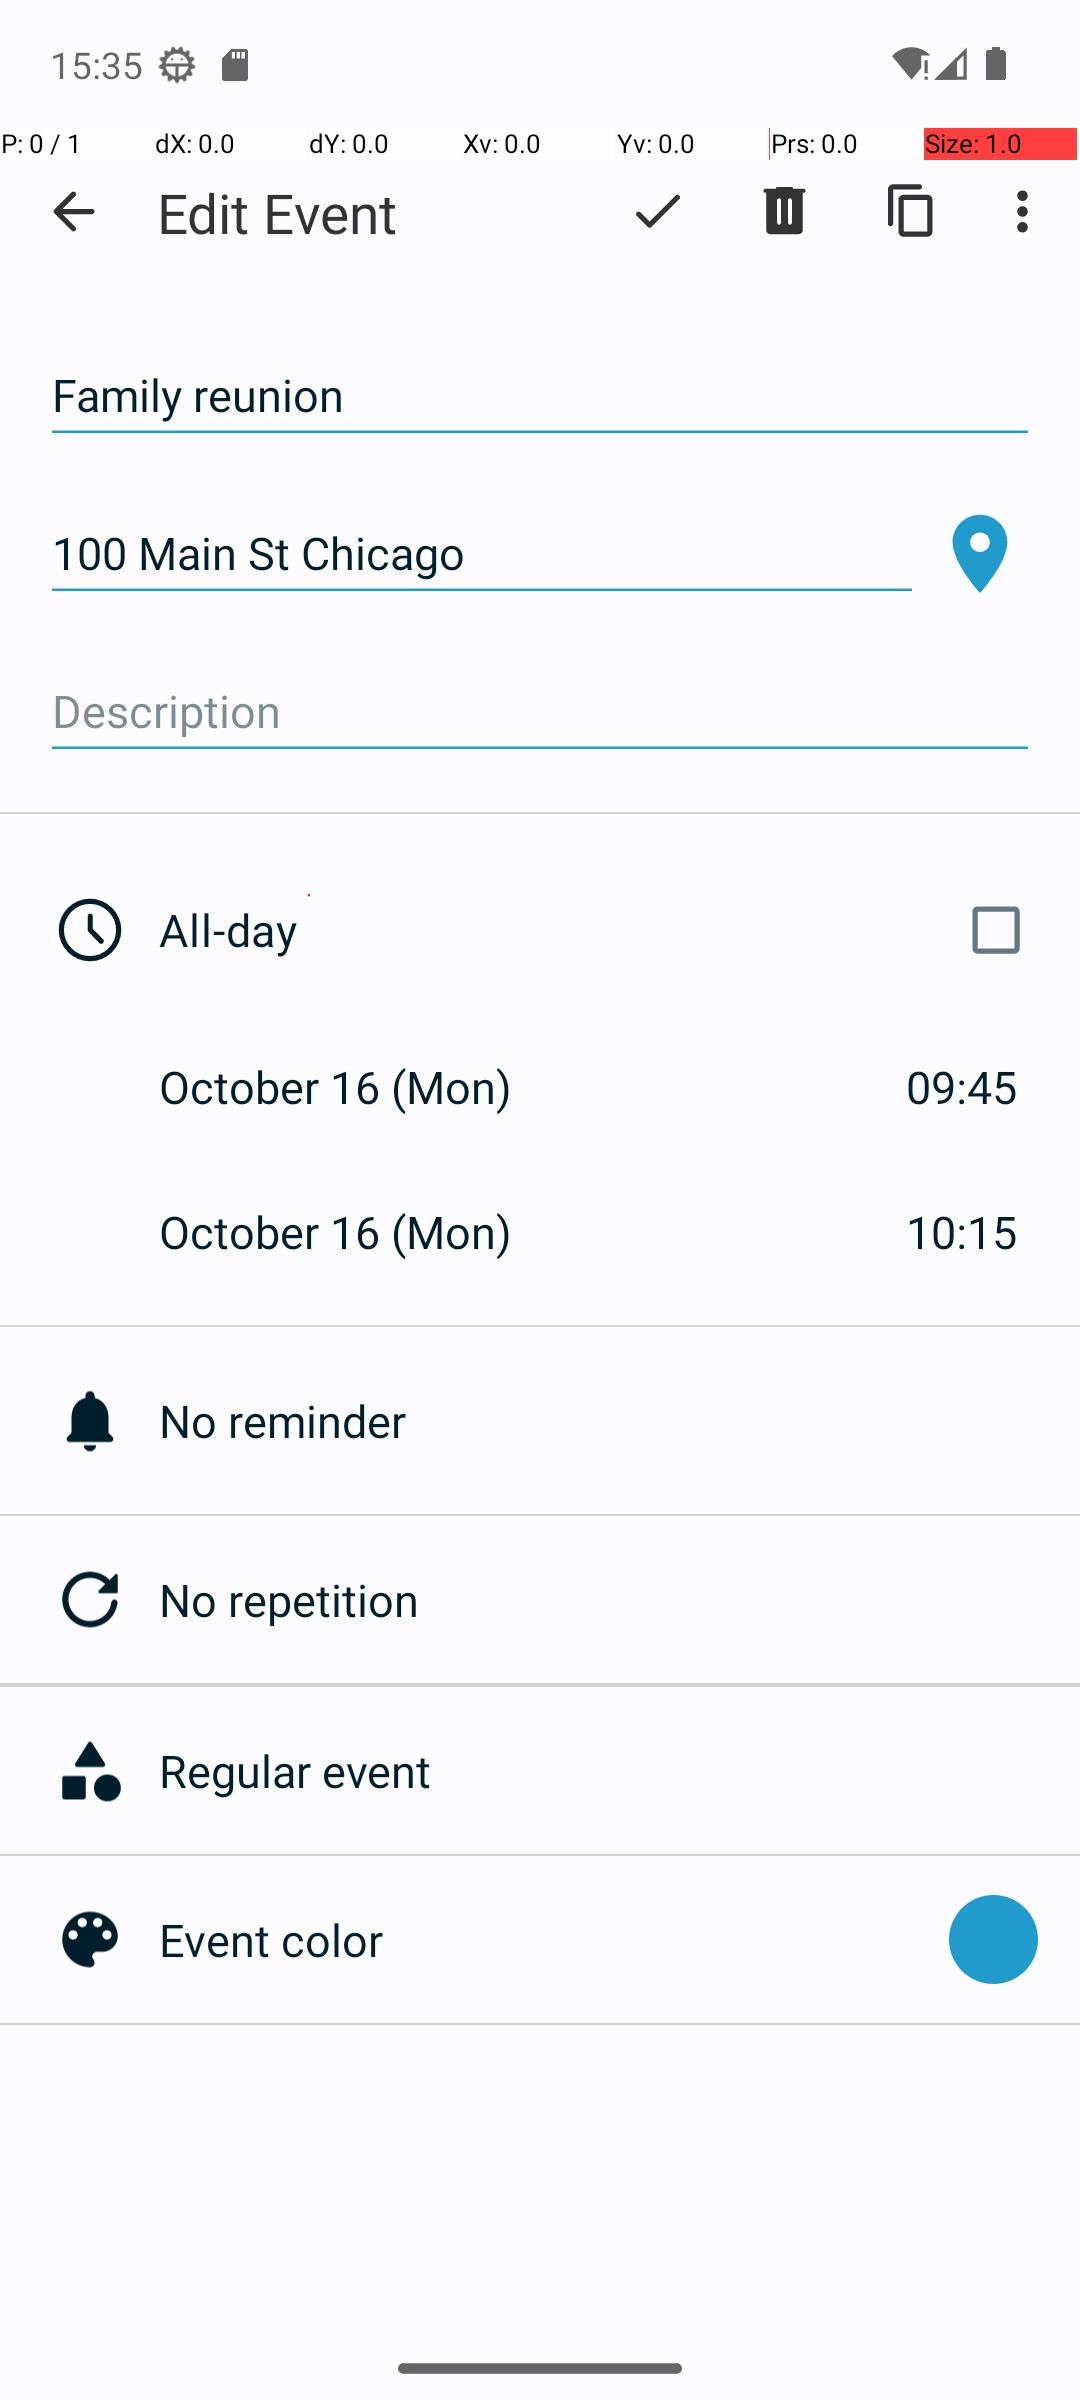 15:35
P: 0 / 1 dX: 0.0 dY: 0.0 Xv: 0.0 Yv: 0.0 Prs: 0.0 Size: 1.0
Edit Event
Family reunion
100 Main St Chicago
Description
All-day
October 16 (Mon) 09:45
October 16 (Mon) 10:15
No reminder
No repetition
Regular event
Event color